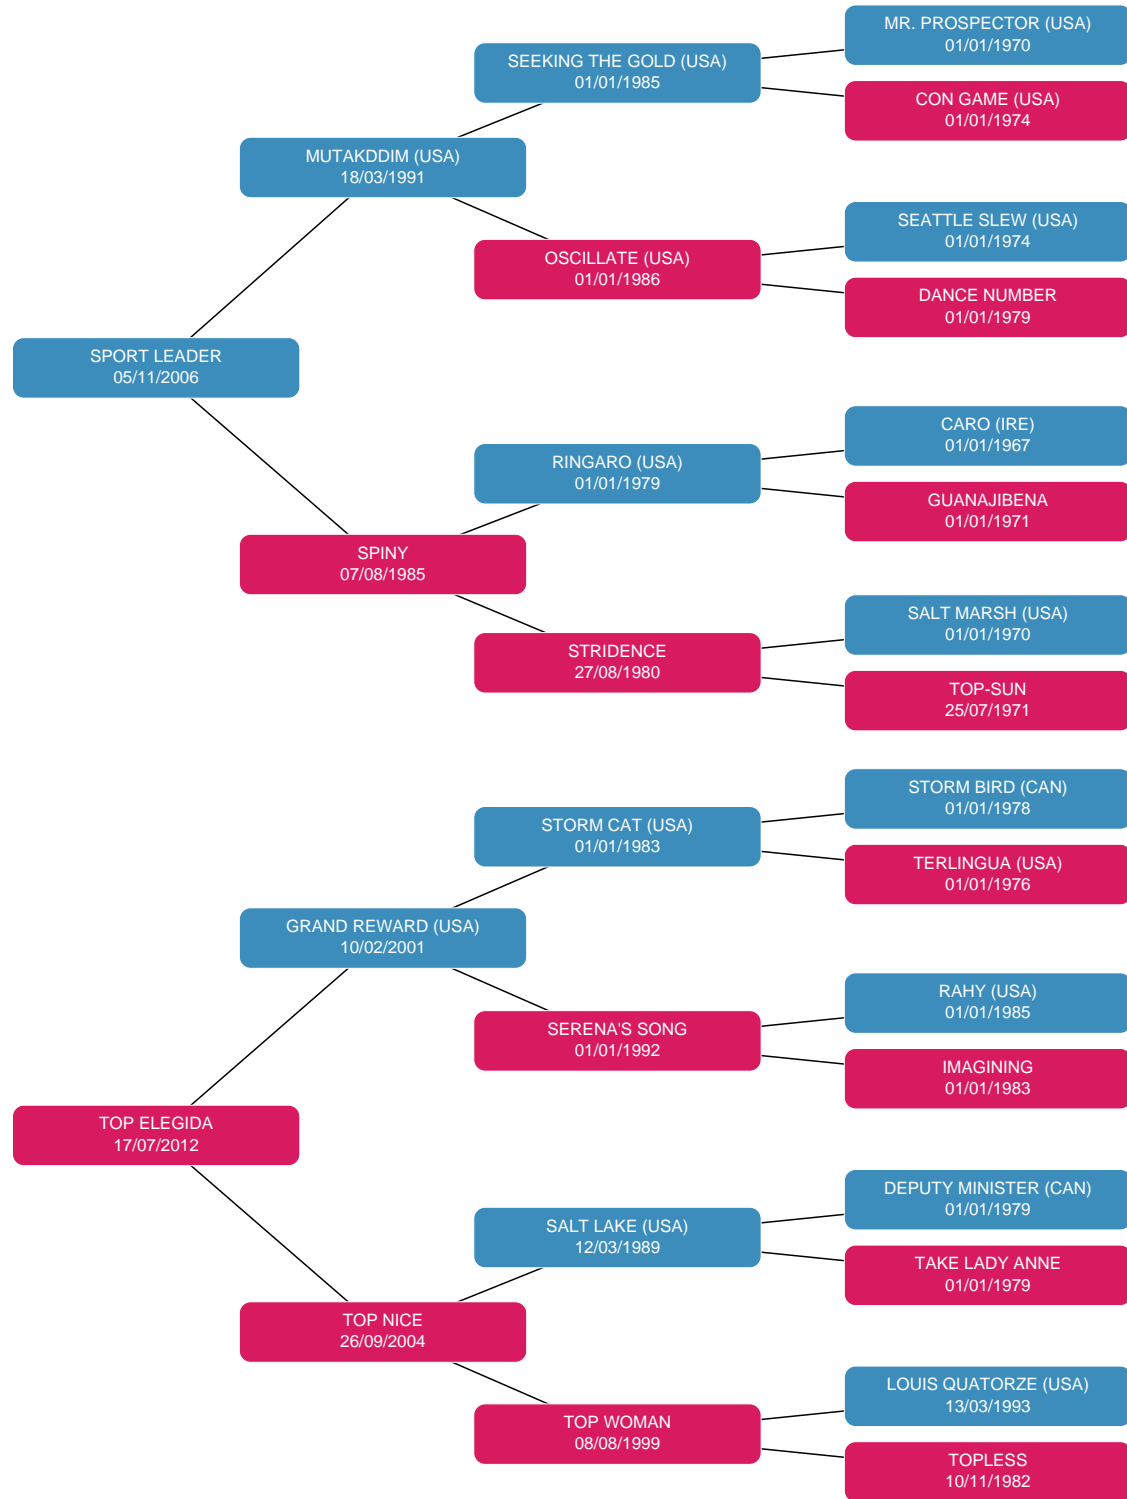 MR. PROSPECTOR (USA)
01/01/1970
SEEKING THE GOLD (USA)
01/01/1985
CON GAME (USA)
01/01/1974
MUTAKDDIM (USA)
18/03/1991
SEATTLE SLEW (USA)
01/01/1974
OSCILLATE (USA)
01/01/1986
DANCE NUMBER
01/01/1979
SPORT LEADER
05/11/2006
CARO (IRE)
01/01/1967
RINGARO (USA)
01/01/1979
GUANAJIBENA
01/01/1971
SPINY
07/08/1985
SALT MARSH (USA)
01/01/1970
STRIDENCE
27/08/1980
TOP-SUN
25/07/1971
STORM BIRD (CAN)
01/01/1978
STORM CAT (USA)
01/01/1983
TERLINGUA (USA)
01/01/1976
GRAND REWARD (USA)
10/02/2001
RAHY (USA)
01/01/1985
SERENA'S SONG
01/01/1992
IMAGINING
01/01/1983
TOP ELEGIDA
17/07/2012
DEPUTY MINISTER (CAN)
01/01/1979
SALT LAKE (USA)
12/03/1989
TAKE LADY ANNE
01/01/1979
TOP NICE
26/09/2004
LOUIS QUATORZE (USA)
13/03/1993
TOP WOMAN
08/08/1999
TOPLESS
10/11/1982